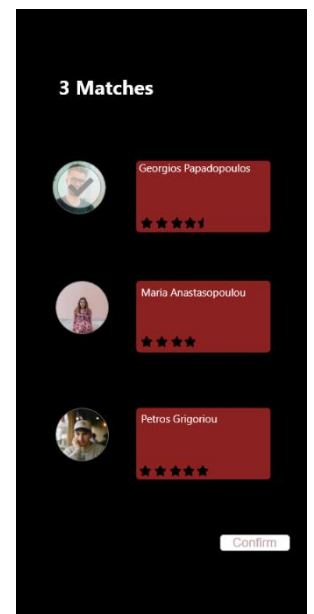 3 Matches
Georgios Papadopoulos
Maria Anastasopoulou
Petros Grigoriou
Confirm